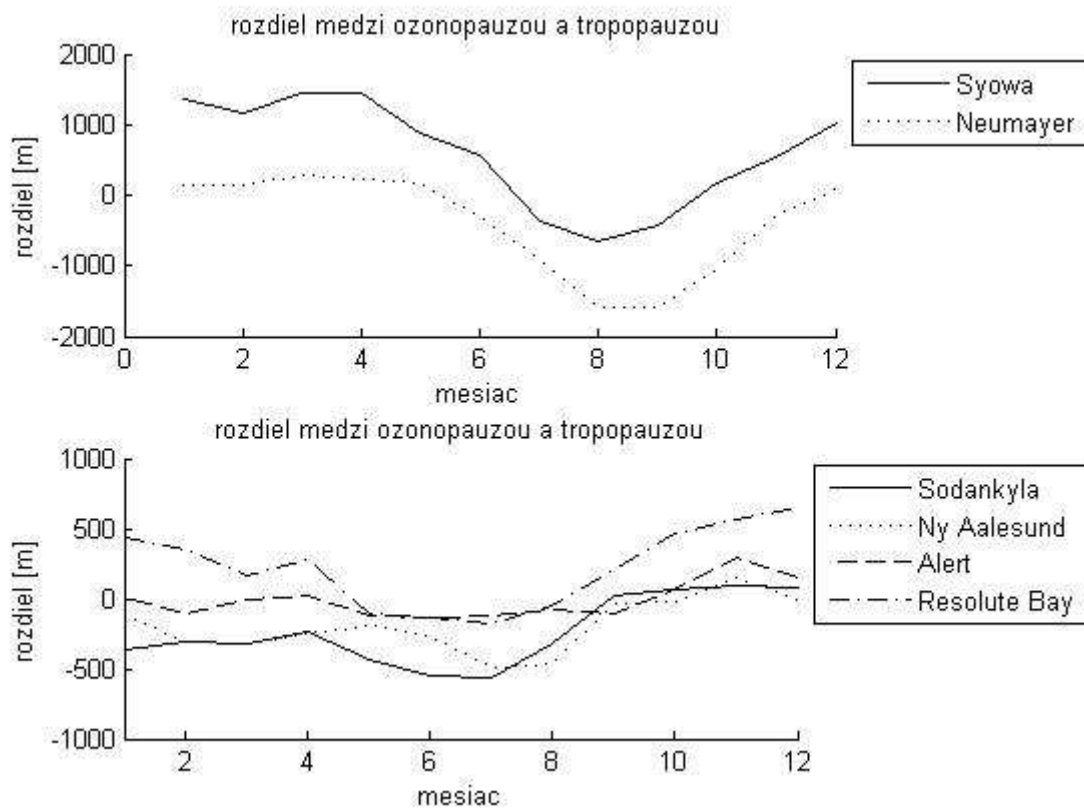 rozdiel medzi ozonopauzou a tropopauzou
2000
1000
0
-1000
-2000
rozdiel [m]
0 2 4 6 8 10 12
mesiac
Syowa
Neumayer
rozdiel medzi ozonopauzou a tropopauzou
1000
500
0
-500
-1000
rozdiel [m]
2 4 6 8 10 12
mesiac
Sodankyla
Ny Aalesund
Alert
Resolute Bay